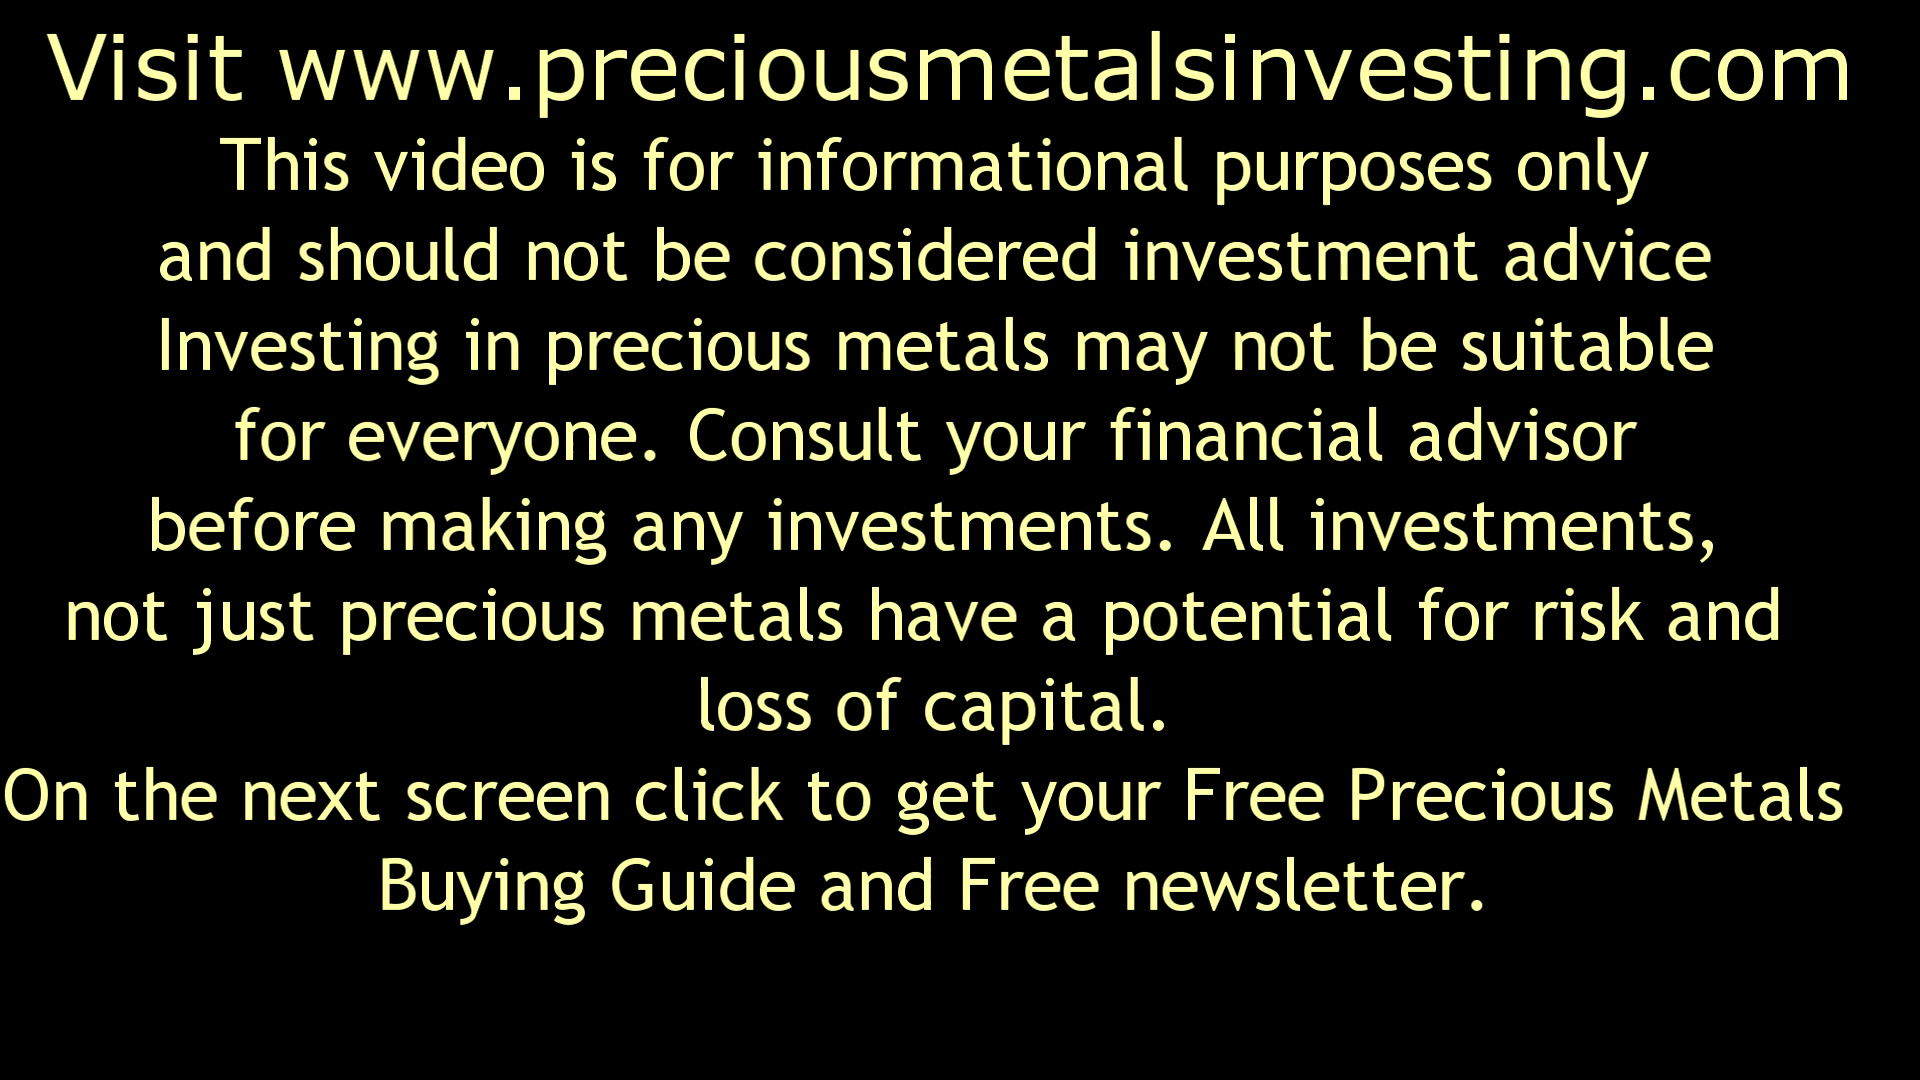 Visit www.preciousmetalsinvesting.com
This video is for informational purposes only
and should not be considered investment advice
Investing in precious metals may not be suitable
for everyone. Consult your financial advisor
before making any investments. All investments,
not just precious metals have a potential for risk and
loss of capital.
On the next screen click to get your Free Precious Metals
Buying Guide and Free newsletter.